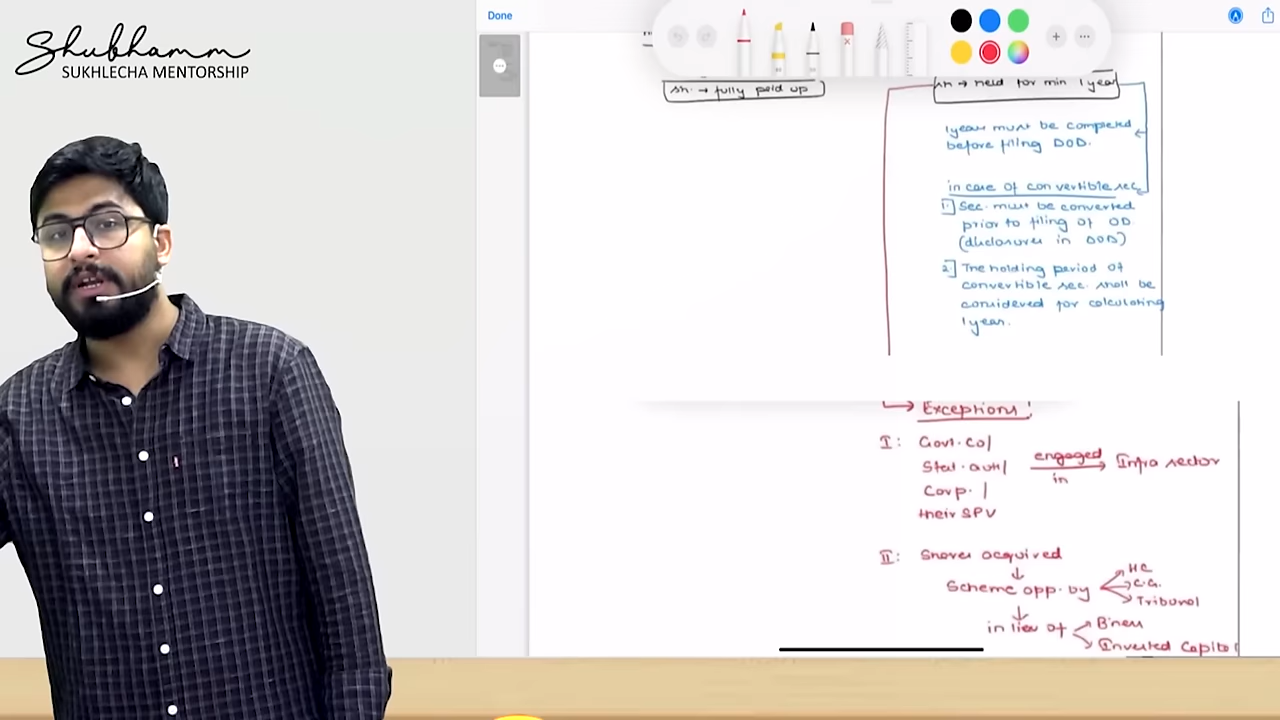 Shubhamm
SUKHLECHA MENTORSHIP
Done
sh. → fully paid up
sh → held for min 1 year
1 year must be completed
before filing DOD.
in case of convertible sec.
1.] Sec. must be converted
prior to filing of OD
(disclosures in DOD)
2] The holding period of
convertible sec. shall be
considered for calculating
1 year.
Exceptions!
I: Govt. co/
Stat. auth/
Corp. /
their SPV
engaged
in
Infra sector
II: Shares acquired
↓
Scheme app. by
HC
C.G.
Tribunal
↓
in lieu of
B'ness
Invested Capital